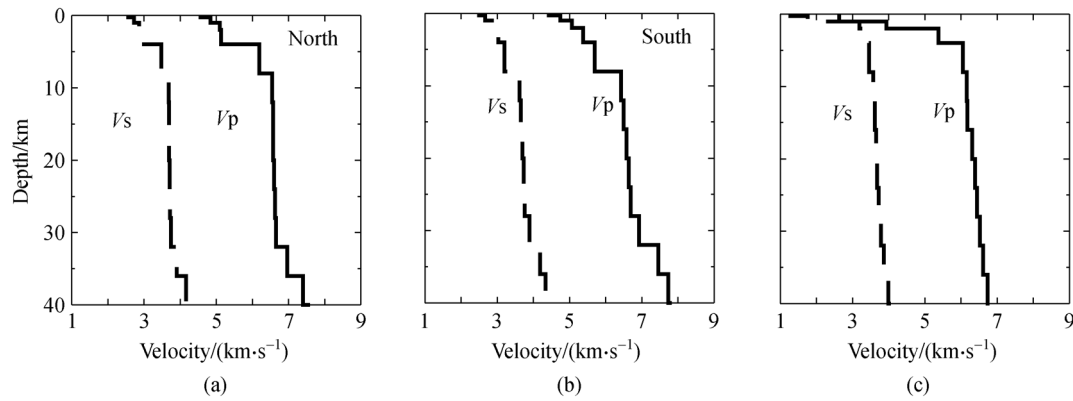 0
10
20
30
40
Depth/km
North
Vs
Vp
1 3 5 7 9
Velocity/(km·s⁻¹)
(a)
South
Vs
Vp
1 3 5 7 9
Velocity/(km·s⁻¹)
(b)
Vs
Vp
1 3 5 7 9
Velocity/(km·s⁻¹)
(c)